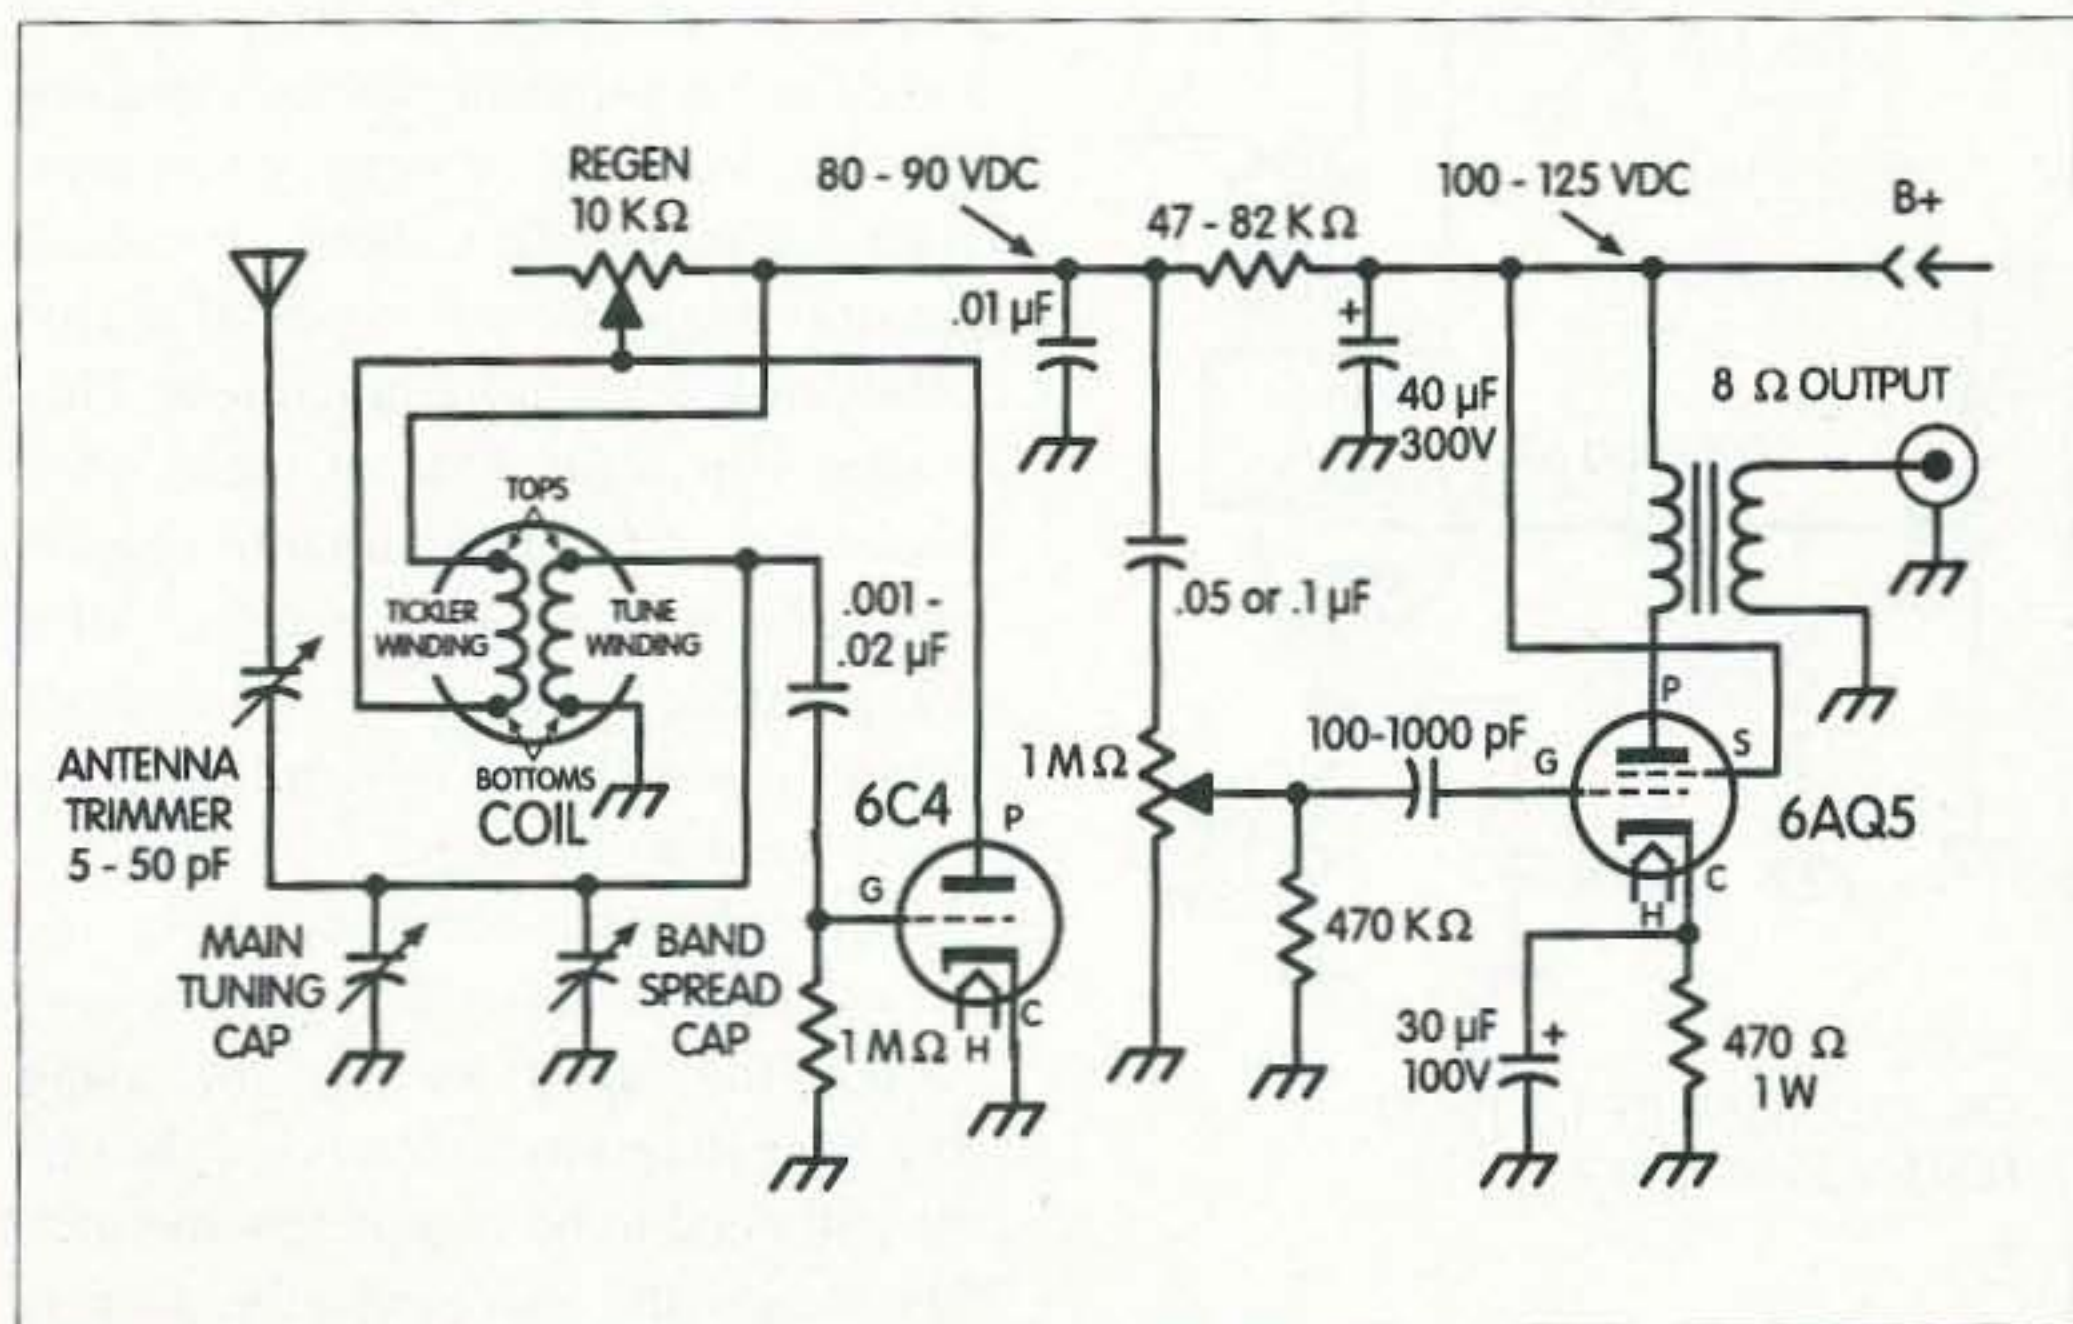 REGEN
10 KΩ
80 - 90 VDC
47 - 82 KΩ
100 - 125 VDC
B+
.01 µF
+
40 µF
300V
8 Ω OUTPUT
TOPS
TICKLER
WINDING
TUNE
WINDING
BOTTOMS
COIL
.001 -
.02 µF
.05 or .1 µF
ANTENNA
TRIMMER
5 - 50 pF
1 MΩ
100-1000 pF
G
P
S
6AQ5
C
H
6C4
P
G
C
H
MAIN
TUNING
CAP
BAND
SPREAD
CAP
1 MΩ
470 KΩ
30 µF
100V
+
470 Ω
1 W